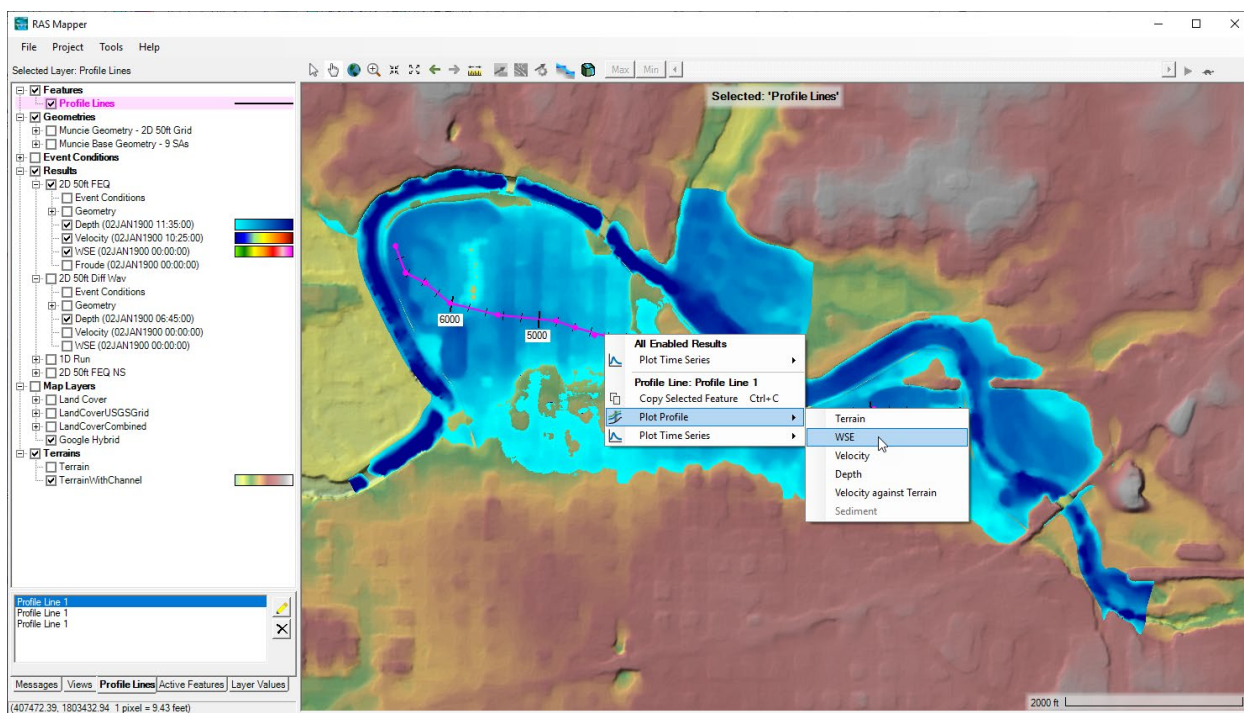 RAS Mapper
File Project Tools Help
Selected Layer: Profile Lines
Max Min
Features
Profile Lines
Geometries
Muncie Geometry - 2D 50ft Grid
Muncie Base Geometry - 9 SAs
Event Conditions
Results
2D 50ft FEQ
Event Conditions
Geometry
Depth (02JAN1900 11:35:00)
Velocity (02JAN1900 10:25:00)
WSE (02JAN1900 00:00:00)
Froude (02JAN1900 00:00:00)
2D 50ft Diff Wav
Event Conditions
Geometry
Depth (02JAN1900 06:45:00)
Velocity (02JAN1900 00:00:00)
WSE (02JAN1900 00:00:00)
1D Run
2D 50ft FEQ NS
Map Layers
Land Cover
LandCoverUSGSGrid
LandCoverCombined
Google Hybrid
Terrains
Terrain
TerrainWithChannel
Profile Line 1
Profile Line 1
Profile Line 1
Messages Views Profile Lines Active Features Layer Values
(407472.39, 1803432.94 1 pixel = 9.43 feet)
Selected: 'Profile Lines'
6000
5000
All Enabled Results
Plot Time Series
Profile Line: Profile Line 1
Copy Selected Feature Ctrl+C
Plot Profile
Plot Time Series
Terrain
WSE
Velocity
Depth
Velocity against Terrain
Sediment
2000 ft